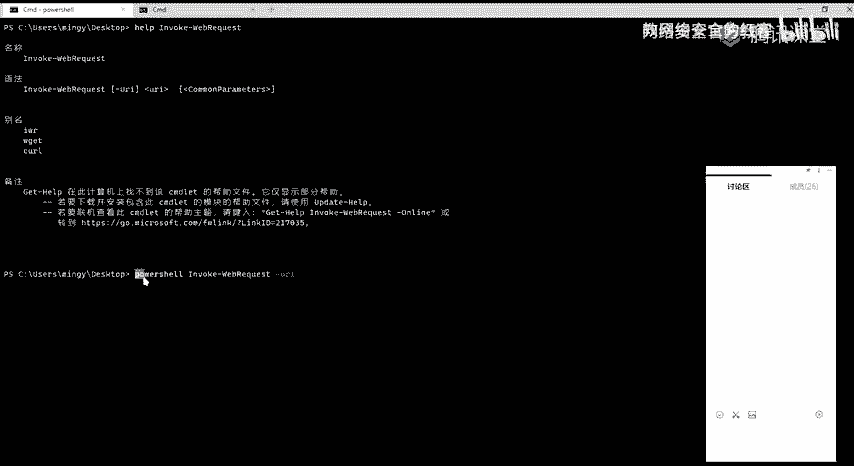 Cmd - powershell
Cmd
PS C:\Users\mingy\Desktop> help Invoke-WebRequest
名称
Invoke-WebRequest
语法
Invoke-WebRequest [-Uri] <uri> [<CommonParameters>]
别名
iwr
wget
curl
备注
Get-Help 在此计算机上找不到该 cmdlet 的帮助文件。它仅显示部分帮助。
-- 若要下载并安装包含此 cmdlet 的模块的帮助文件，请使用 Update-Help。
-- 若要联机查看此 cmdlet 的帮助主题，请键入: "Get-Help Invoke-WebRequest -Online" 或
转到 https://go.microsoft.com/fwlink/?LinkID=217035。
PS C:\Users\mingy\Desktop> powershell Invoke-WebRequest -uri
bilibili
讨论区
成员(26)